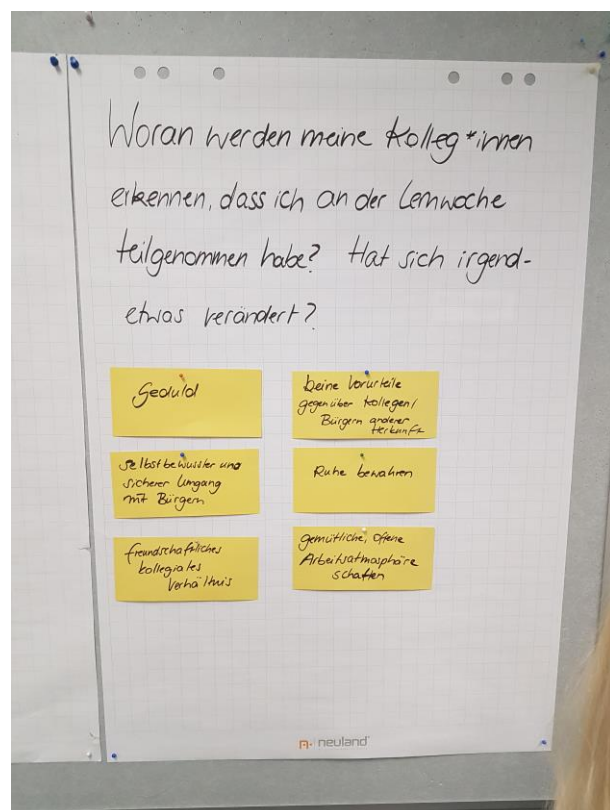 Woran werden meine Kolleg*innen
erkennen, dass ich an der Lernwoche
teilgenommen habe? Hat sich irgend-
etwas verändert?
Geduld
keine Vorurteile
gegenüber Kollegen/
Bürgern anderer
Herkunft
selbstbewusster und
sicherer Umgang
mit Bürgern
Ruhe bewahren
freundschaftliches
kollegiales
Verhältnis
gemütliche, offene
Arbeitsatmosphäre
schaffen
neuland